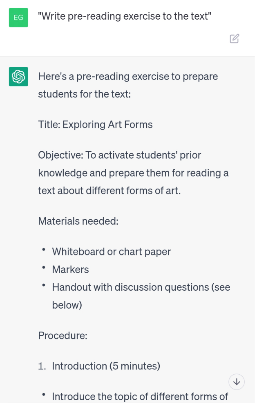 EG
"Write pre-reading exercise to the text"
Here's a pre-reading exercise to prepare
students for the text:
Title: Exploring Art Forms
Objective: To activate students' prior
knowledge and prepare them for reading a
text about different forms of art.
Materials needed:
• Whiteboard or chart paper
• Markers
• Handout with discussion questions (see
below)
Procedure:
1. Introduction (5 minutes)
• Introduce the topic of different forms of